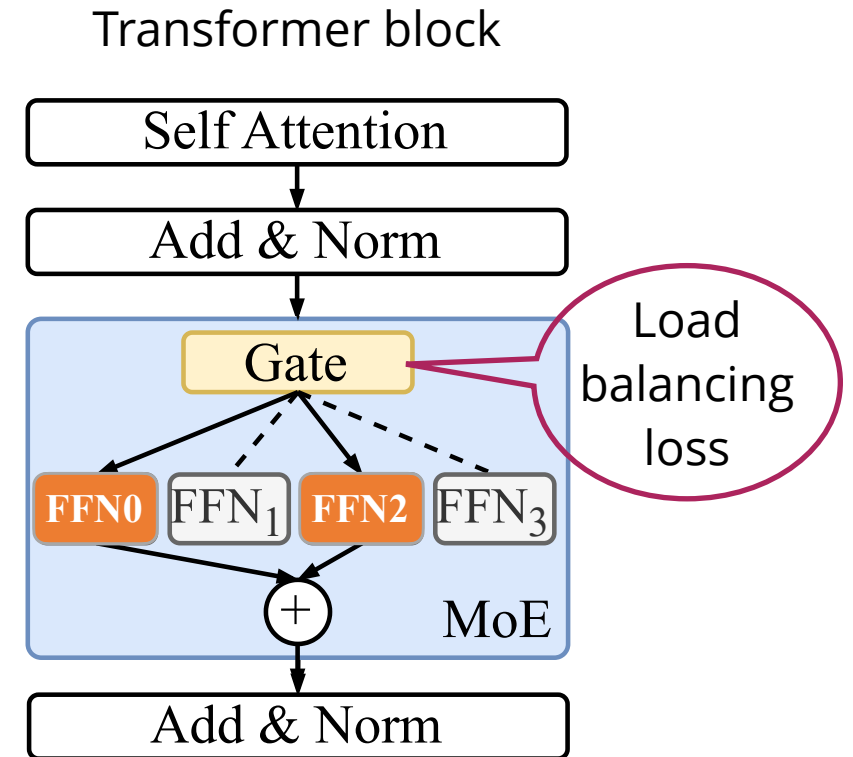 Transformer block
Self Attention
Add & Norm
Gate
Load
balancing
loss
FFN0
FFN₁
FFN2
FFN₃
+
MoE
Add & Norm